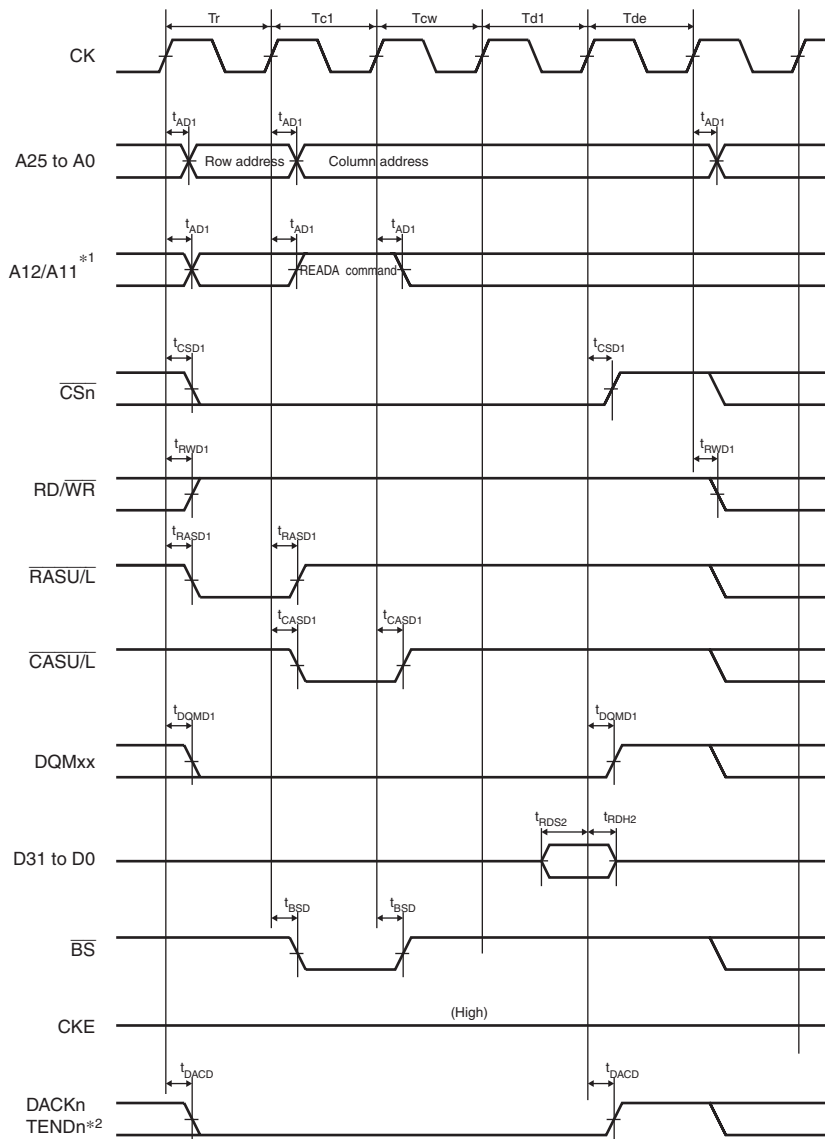 Tr Tc1 Tcw Td1 Tde
CK
tAD1 tAD1 tAD1
A25 to A0 Row address Column address
tAD1 tAD1 tAD1
A12/A11*1 READA command
tCSD1 tCSD1
CSn
tRWD1 tRWD1
RD/WR
tRASD1 tRASD1
RASU/L
tCASD1 tCASD1
CASU/L
tDQMD1 tDQMD1
DQMxx
tRDS2 tRDH2
D31 to D0
tBSD tBSD
BS
(High)
CKE
tDACD tDACD
DACKn
TENDn*2